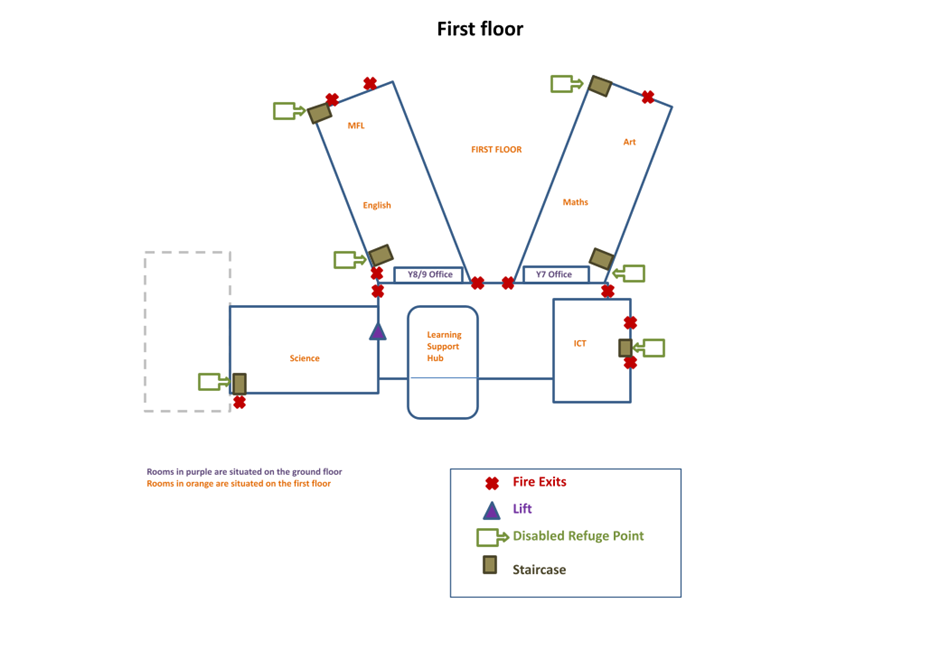 First floor
MFL
FIRST FLOOR
Art
English
Maths
Y8/9 Office
Y7 Office
Learning
Support
Hub
ICT
Science
Rooms in purple are situated on the ground floor
Rooms in orange are situated on the first floor
Fire Exits
Lift
Disabled Refuge Point
Staircase